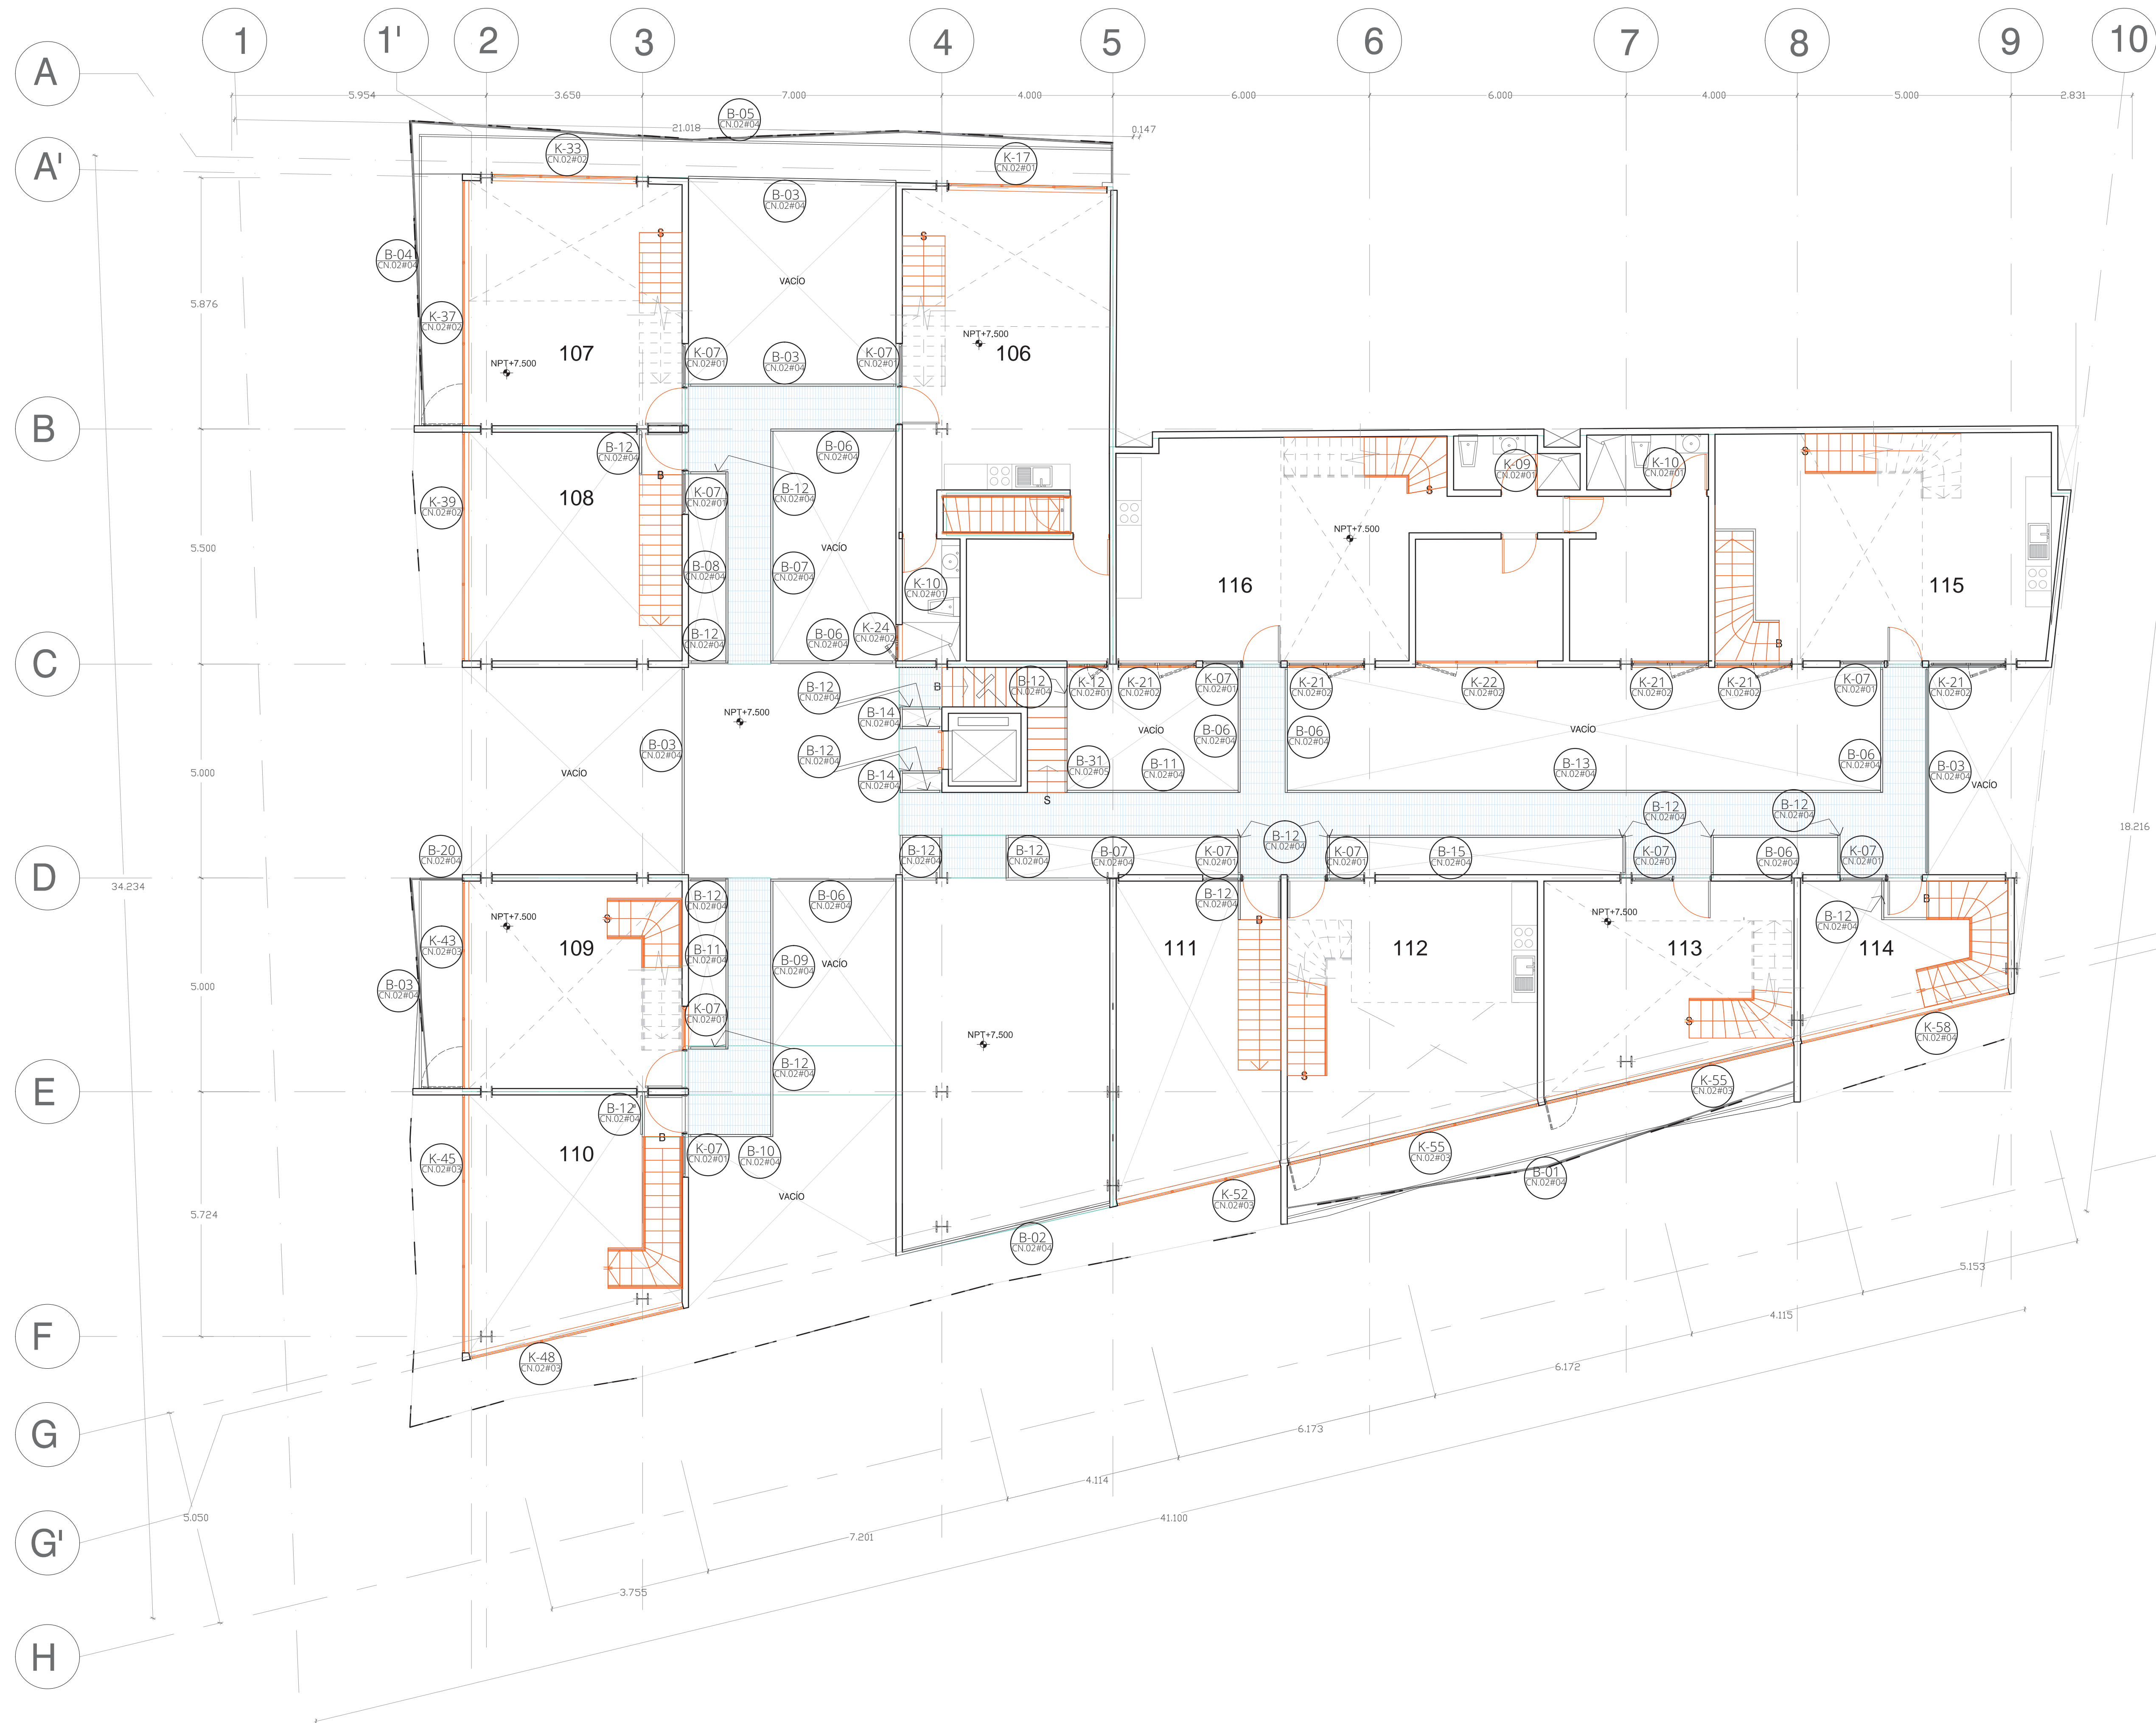 1 1' 2 3 4 5 6 7 8 9 10
A
5.954 3.650 7.000 4.000 6.000 6.000 4.000 5.000 2.831
B-05
CN.02#04
21.018 0.147
A'
K-33
CN.02#02
K-17
CN.02#01
B-03
CN.02#04
S
S
B-04
CN.02#04
VACÍO
5.876
K-37
CN.02#02
NPT+7.500
107
NPT+7.500
106
K-07
CN.02#01
B-03
CN.02#04
K-07
CN.02#01
B
B-12
CN.02#04
B-06
CN.02#04
K-09
CN.02#01
K-10
CN.02#01
S
B
S
K-39
CN.02#02
108
K-07
CN.02#01
B-12
CN.02#04
NPT+7.500
5.500
VACÍO
B-08
CN.02#04
B-07
CN.02#04
K-10
CN.02#01
116
115
B-12
CN.02#04
B-06
CN.02#04
K-24
CN.02#02
B
C
B
B-12
CN.02#04
B-12
CN.02#04
K-12
CN.02#01
K-21
CN.02#02
K-07
CN.02#01
K-21
CN.02#02
K-22
CN.02#02
K-21
CN.02#02
K-21
CN.02#02
K-07
CN.02#01
K-21
CN.02#02
NPT+7.500
B-14
CN.02#04
B-03
CN.02#04
B-12
CN.02#04
VACÍO
B-06
CN.02#04
B-06
CN.02#04
VACÍO
B-06
CN.02#04
5.000
VACÍO
B-14
CN.02#04
B-31
CN.02#05
B-11
CN.02#04
B-13
CN.02#04
B-03
CN.02#04
VACÍO
S
B-12
CN.02#04
B-12
CN.02#04
18.216
B-20
CN.02#04
B-12
CN.02#04
B-12
CN.02#04
B-07
CN.02#04
K-07
CN.02#01
B-12
CN.02#04
K-07
CN.02#01
B-15
CN.02#04
K-07
CN.02#01
B-06
CN.02#04
K-07
CN.02#01
D
34.234
B-12
CN.02#04
B-06
CN.02#04
B-12
CN.02#04
B
NPT+7.500
S
B
NPT+7.500
B-12
CN.02#04
K-43
CN.02#03
109
B-11
CN.02#04
B-09
CN.02#04
VACÍO
111
112
113
114
B-03
CN.02#04
5.000
K-07
CN.02#01
S
NPT+7.500
K-58
CN.02#04
B-12
CN.02#04
S
K-55
CN.02#03
E
B-12
CN.02#04
B
110
K-45
CN.02#03
K-07
CN.02#01
B-10
CN.02#04
K-55
CN.02#03
B-01
CN.02#04
VACÍO
K-52
CN.02#03
5.724
B-02
CN.02#04
5.153
F
4.115
K-48
CN.02#03
6.172
G
6.173
4.114
5.050
41.100
G'
7.201
3.755
H